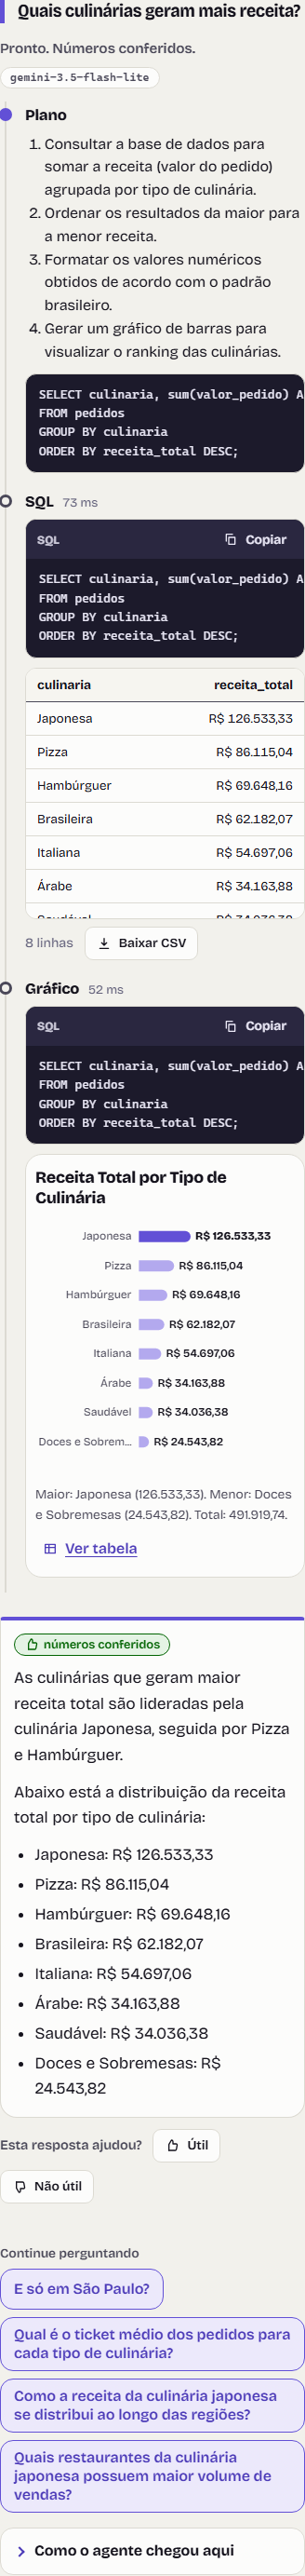 Quais culinárias geram mais receita?
Pronto. Números conferidos.
gemini-3.5-flash-lite
Plano
1. Consultar a base de dados para
somar a receita (valor do pedido)
agrupada por tipo de culinária.
2. Ordenar os resultados da maior para
a menor receita.
3. Formatar os valores numéricos
obtidos de acordo com o padrão
brasileiro.
4. Gerar um gráfico de barras para
visualizar o ranking das culinárias.
SELECT culinaria, sum(valor_pedido) A
FROM pedidos
GROUP BY culinaria
ORDER BY receita_total DESC;
SQL 73 ms
SQL Copiar
SELECT culinaria, sum(valor_pedido) A
FROM pedidos
GROUP BY culinaria
ORDER BY receita_total DESC;
culinaria receita_total
Japonesa R$ 126.533,33
Pizza R$ 86.115,04
Hambúrguer R$ 69.648,16
Brasileira R$ 62.182,07
Italiana R$ 54.697,06
Árabe R$ 34.163,88
Saudável R$ 34.036,38
8 linhas Baixar CSV
Gráfico 52 ms
SQL Copiar
SELECT culinaria, sum(valor_pedido) A
FROM pedidos
GROUP BY culinaria
ORDER BY receita_total DESC;
Receita Total por Tipo de
Culinária
Japonesa R$ 126.533,33
Pizza R$ 86.115,04
Hambúrguer R$ 69.648,16
Brasileira R$ 62.182,07
Italiana R$ 54.697,06
Árabe R$ 34.163,88
Saudável R$ 34.036,38
Doces e Sobrem... R$ 24.543,82
Maior: Japonesa (126.533,33). Menor: Doces
e Sobremesas (24.543,82). Total: 491.919,74.
Ver tabela
números conferidos
As culinárias que geram maior
receita total são lideradas pela
culinária Japonesa, seguida por Pizza
e Hambúrguer.
Abaixo está a distribuição da receita
total por tipo de culinária:
• Japonesa: R$ 126.533,33
• Pizza: R$ 86.115,04
• Hambúrguer: R$ 69.648,16
• Brasileira: R$ 62.182,07
• Italiana: R$ 54.697,06
• Árabe: R$ 34.163,88
• Saudável: R$ 34.036,38
• Doces e Sobremesas: R$
24.543,82
Esta resposta ajudou? Útil
Não útil
Continue perguntando
E só em São Paulo?
Qual é o ticket médio dos pedidos para
cada tipo de culinária?
Como a receita da culinária japonesa
se distribui ao longo das regiões?
Quais restaurantes da culinária
japonesa possuem maior volume de
vendas?
Como o agente chegou aqui